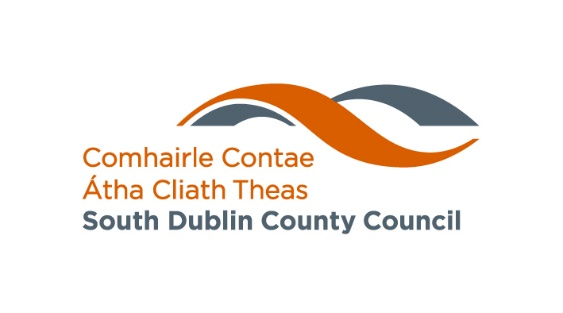 Comhairle Contae
Átha Cliath Theas
South Dublin County Council